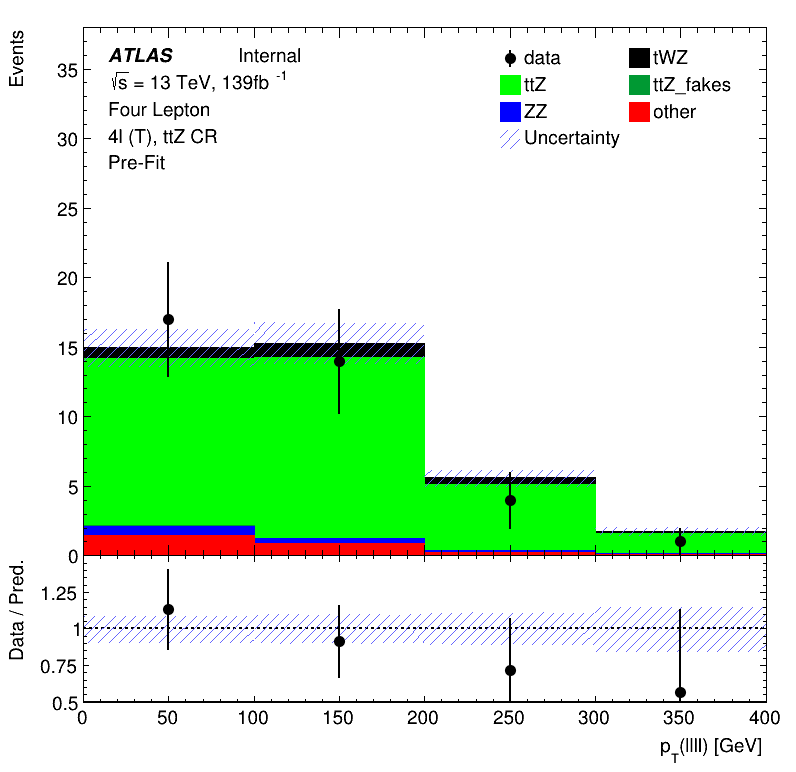 Events
ATLAS Internal
√s = 13 TeV, 139fb -1
Four Lepton
4l (T), ttZ CR
Pre-Fit
data tWZ
ttZ ttZ_fakes
ZZ other
Uncertainty
35
30
25
20
15
10
5
0
Data / Pred.
1.25
1
0.75
0.5
0 50 100 150 200 250 300 350 400
pT(llll) [GeV]